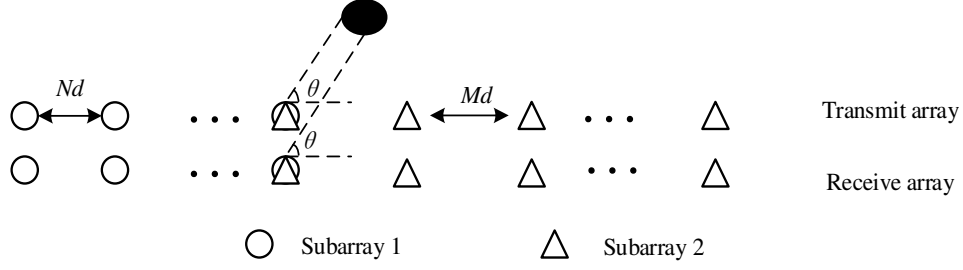 θ
Nd
Md
. . .
. . .
Transmit array
θ
. . .
. . .
Receive array
Subarray 1
Subarray 2